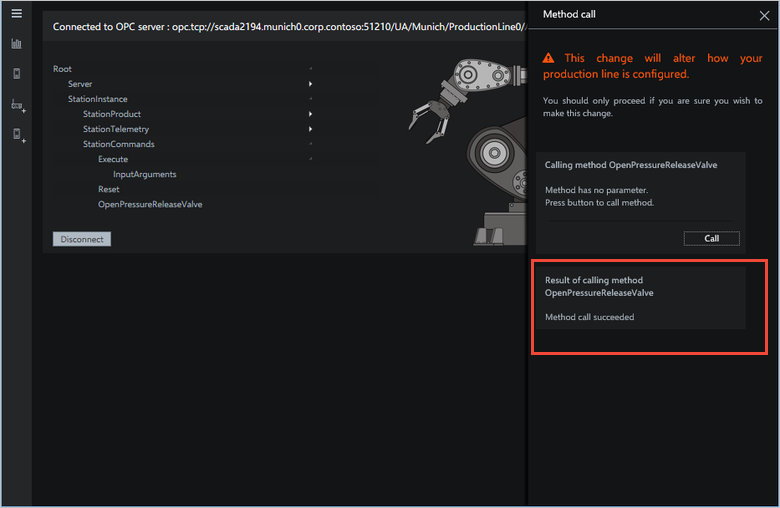 Connected to OPC server : opc.tcp://scada2194.munich0.corp.contoso:51210/UA/Munich/ProductionLine0/
Root
Server
StationInstance
StationProduct
StationTelemetry
StationCommands
Execute
InputArguments
Reset
OpenPressureReleaseValve
Disconnect
Method call
This change will alter how your
production line is configured.
You should only proceed if you are sure you wish to
make this change.
Calling method OpenPressureReleaseValve
Method has no parameter.
Press button to call method.
Call
Result of calling method
OpenPressureReleaseValve
Method call succeeded